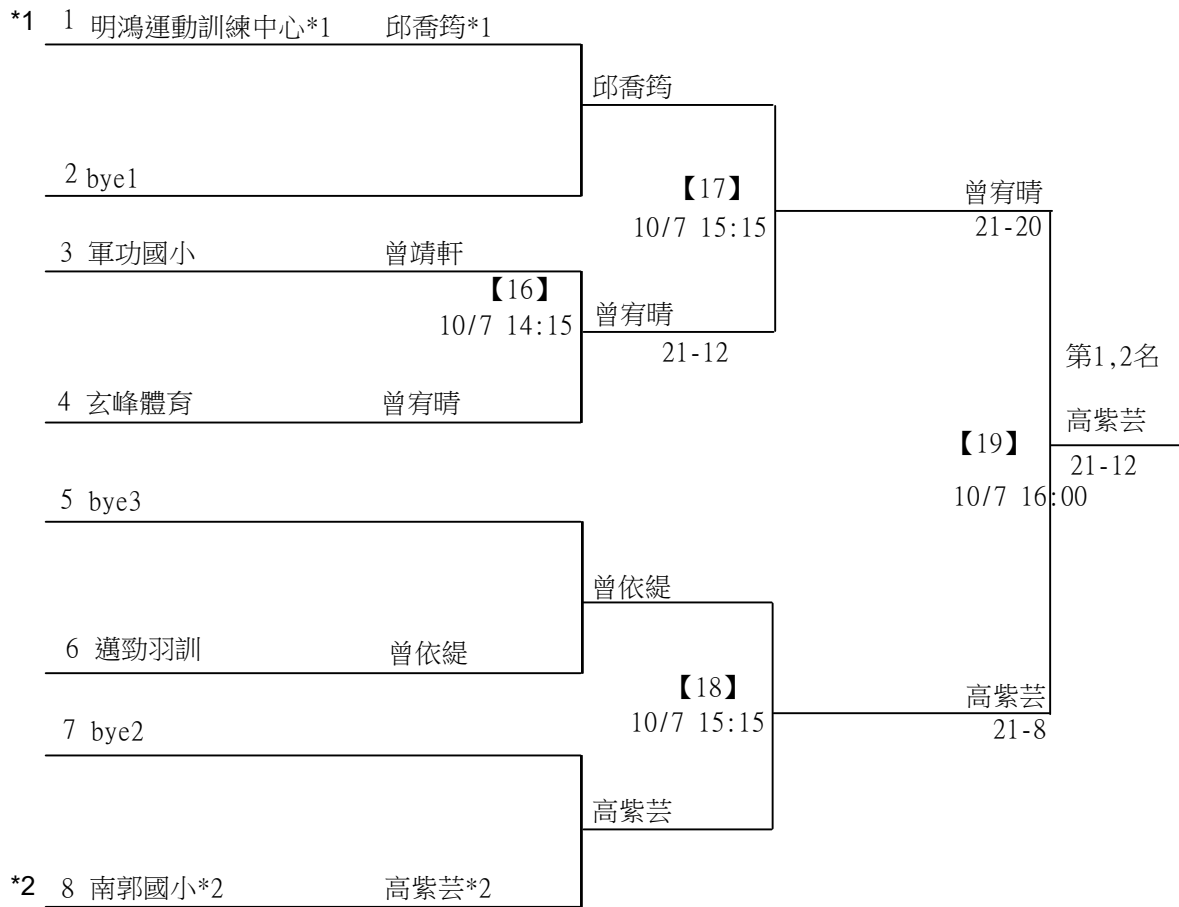 *1 1 明鴻運動訓練中心*1 邱喬筠*1
邱喬筠
2 bye1
【17】
10/7 15:15
曾宥晴
21-20
3 軍功國小 曾靖軒
【16】
10/7 14:15
曾宥晴
21-12
第1,2名
4 玄峰體育 曾宥晴
高紫芸
【19】
21-12
10/7 16:00
5 bye3
曾依緹
6 邁勁羽訓 曾依緹
【18】
10/7 15:15
高紫芸
21-8
7 bye2
高紫芸
*2 8 南郭國小*2 高紫芸*2